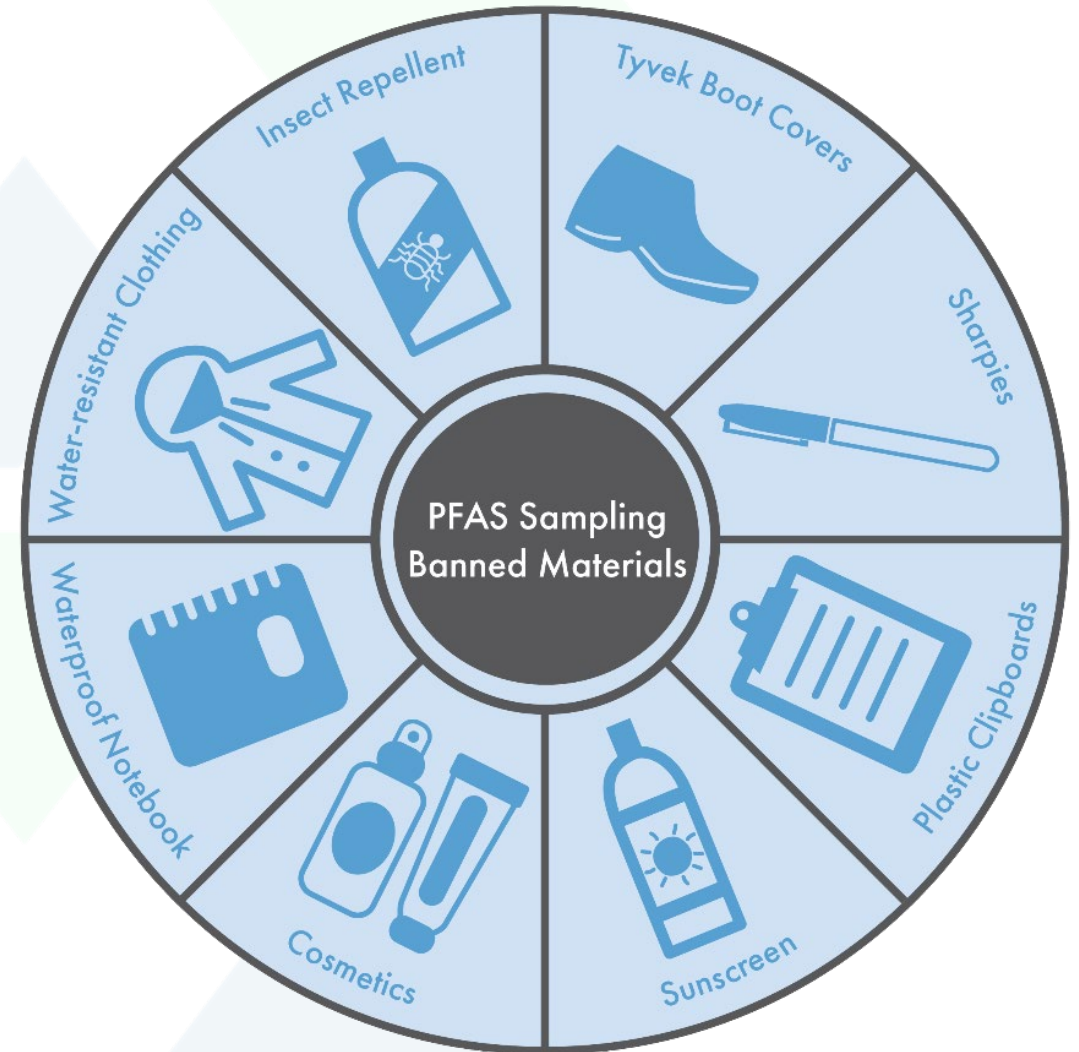 Insect Repellent
Tyvek Boot Covers
Sharpies
Plastic Clipboards
Sunscreen
Cosmetics
Waterproof Notebook
Water-resistant Clothing
PFAS Sampling
Banned Materials